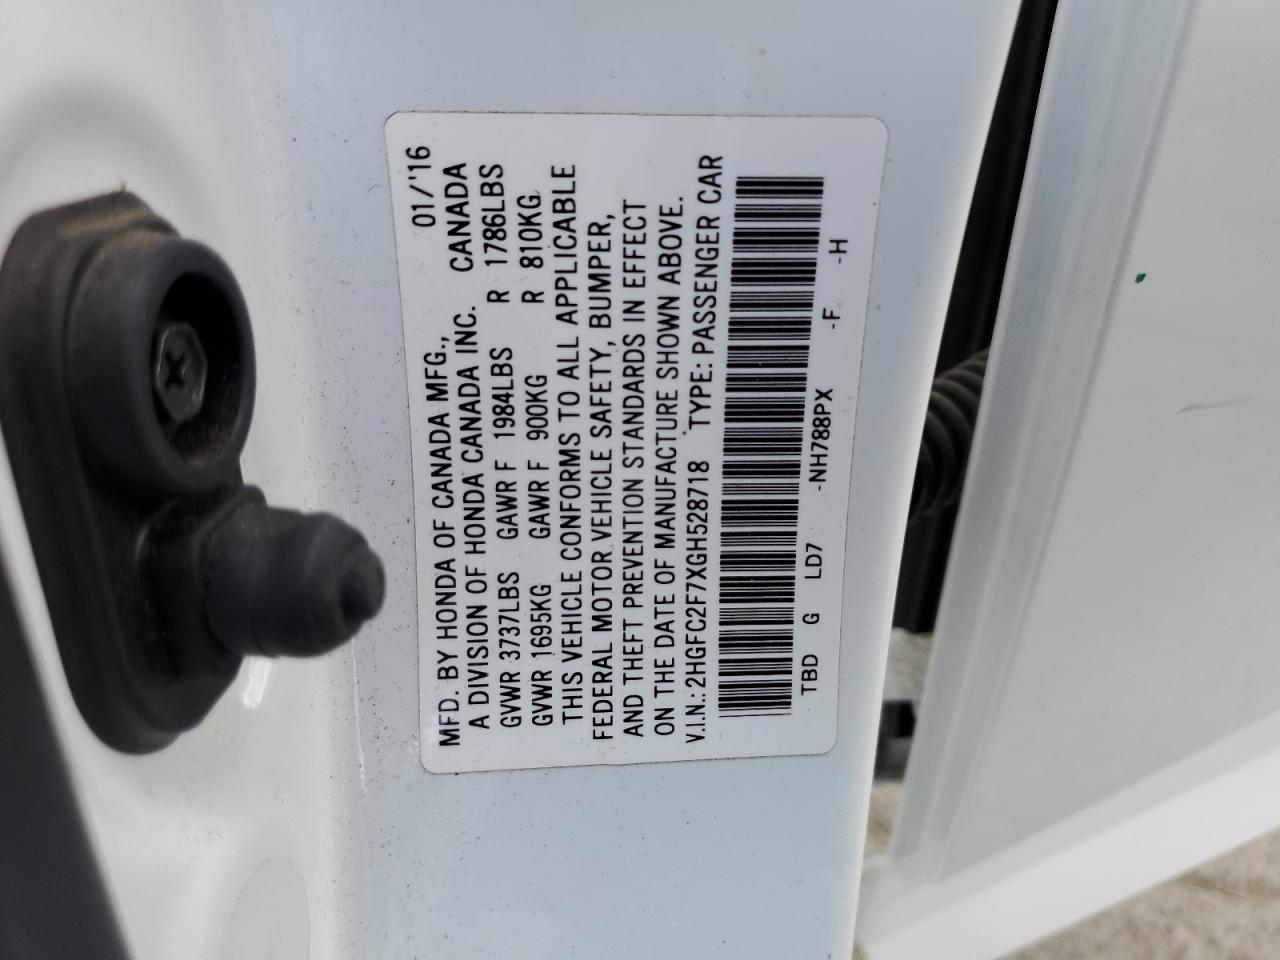 MFD. BY HONDA OF CANADA MFG., 01/'16
A DIVISION OF HONDA CANADA INC. CANADA
GVWR 3737LBS GAWR F 1984LBS R 1786LBS
GVWR 1695KG GAWR F 900KG R 810KG
THIS VEHICLE CONFORMS TO ALL APPLICABLE
FEDERAL MOTOR VEHICLE SAFETY, BUMPER,
AND THEFT PREVENTION STANDARDS IN EFFECT
ON THE DATE OF MANUFACTURE SHOWN ABOVE.
V.I.N.: 2HGFC2F7XGH528718 TYPE: PASSENGER CAR
TBD G LD7 -NH788PX -F -H